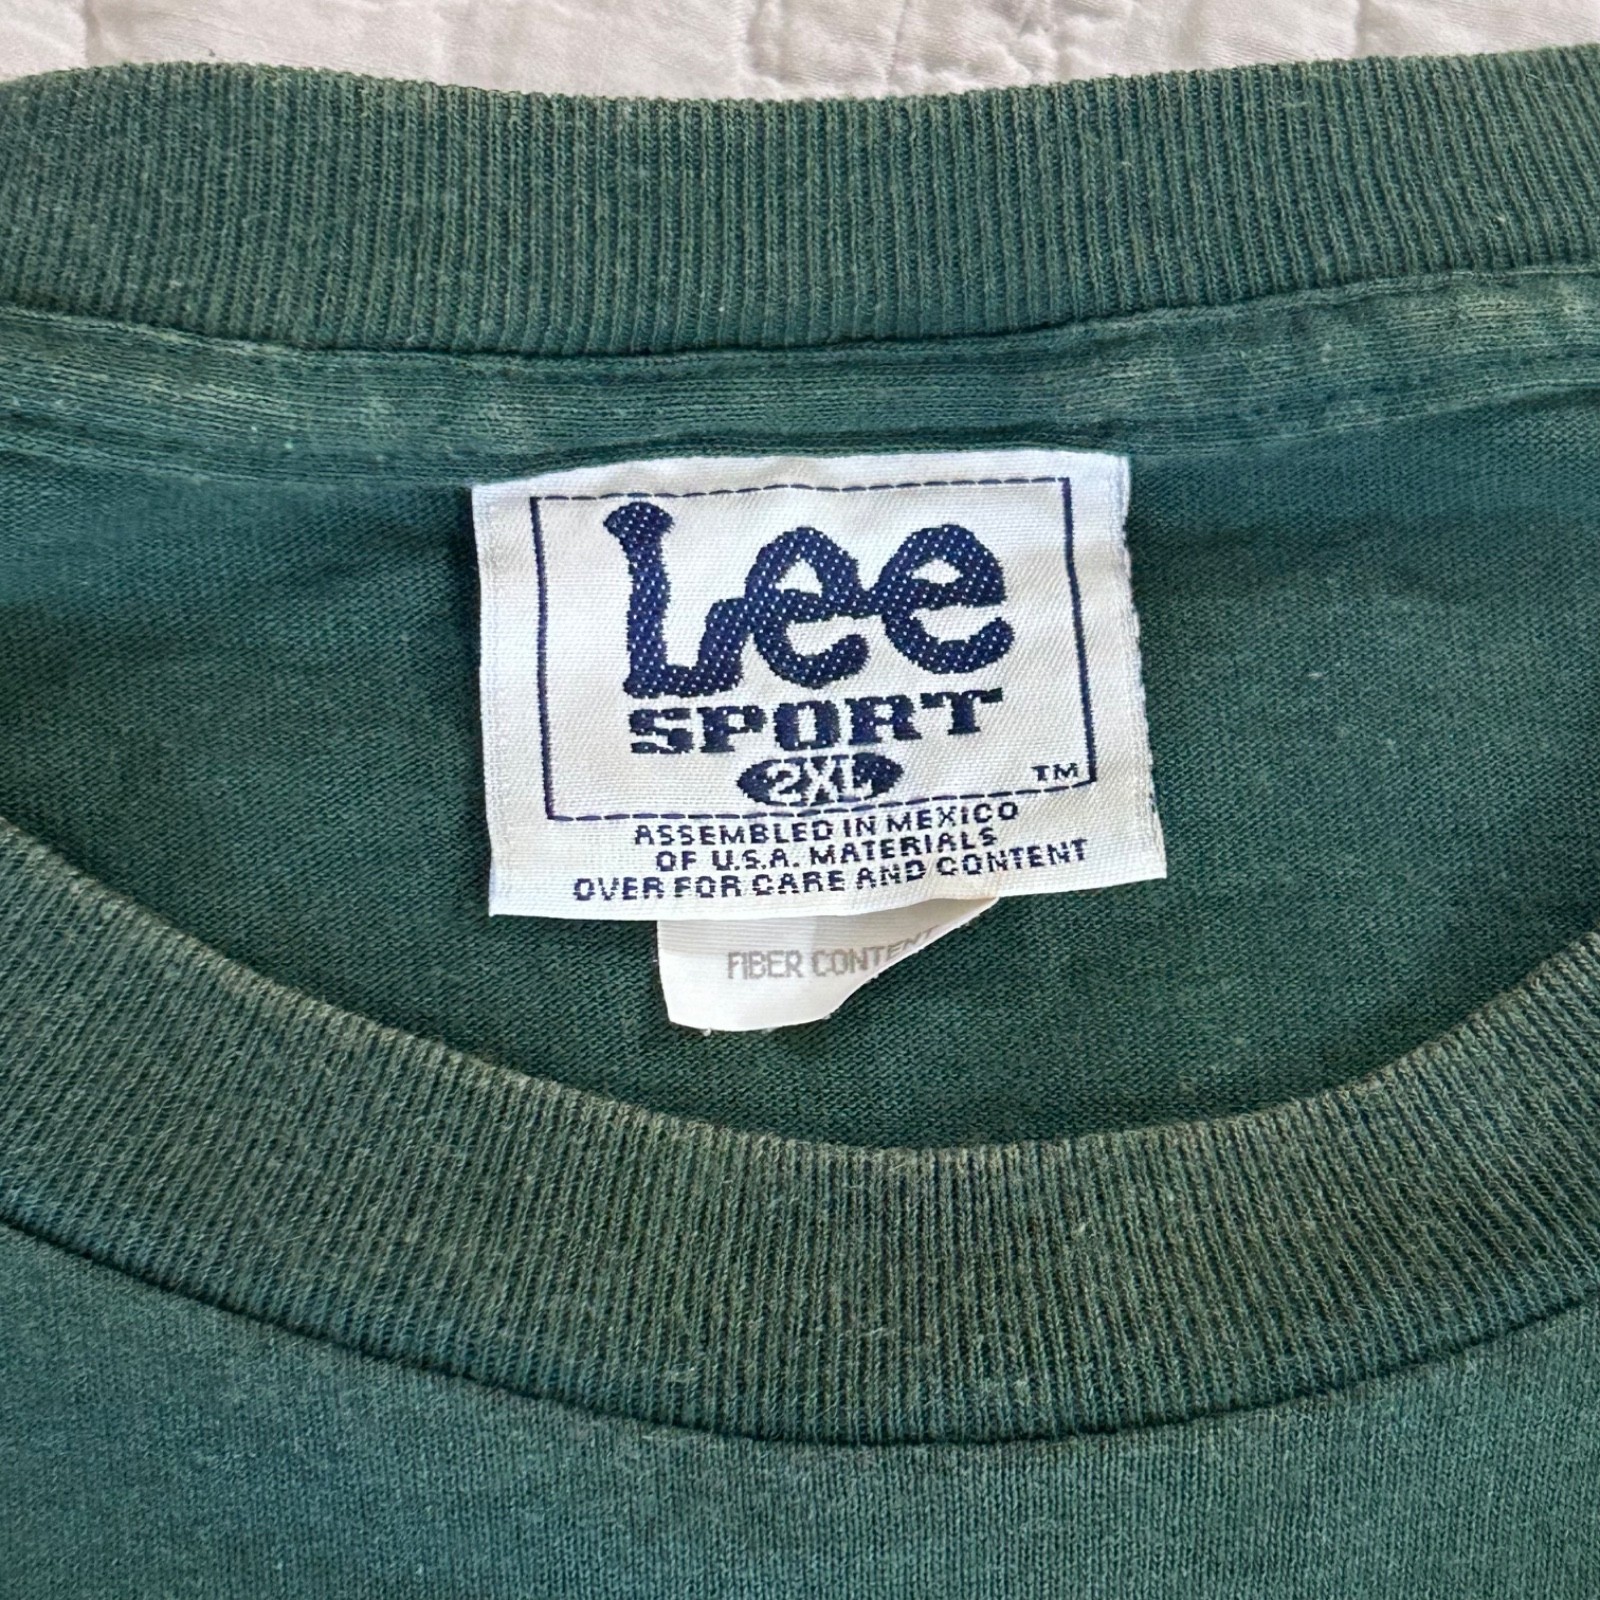 Lee
SPORT
2XL
TM
ASSEMBLED IN MEXICO
OF U.S.A. MATERIALS
OVER FOR CARE AND CONTENT
FIBER CONTENT